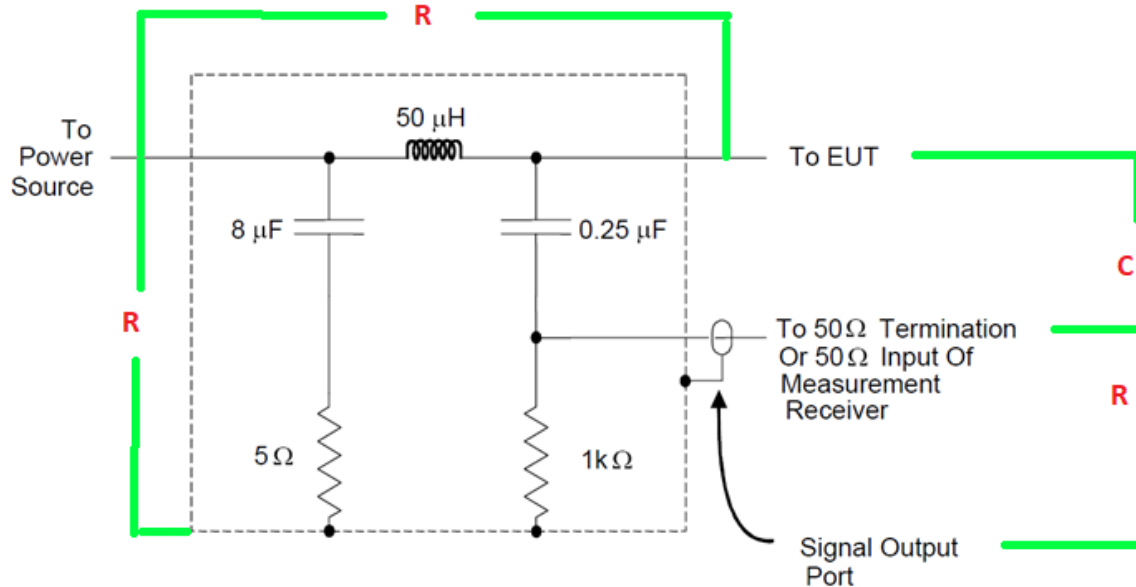 R
50 µH
To
Power
Source
To EUT
8 µF
0.25 µF
C
R
To 50Ω Termination
Or 50Ω Input Of
Measurement
Receiver
R
5Ω
1kΩ
Signal Output
Port